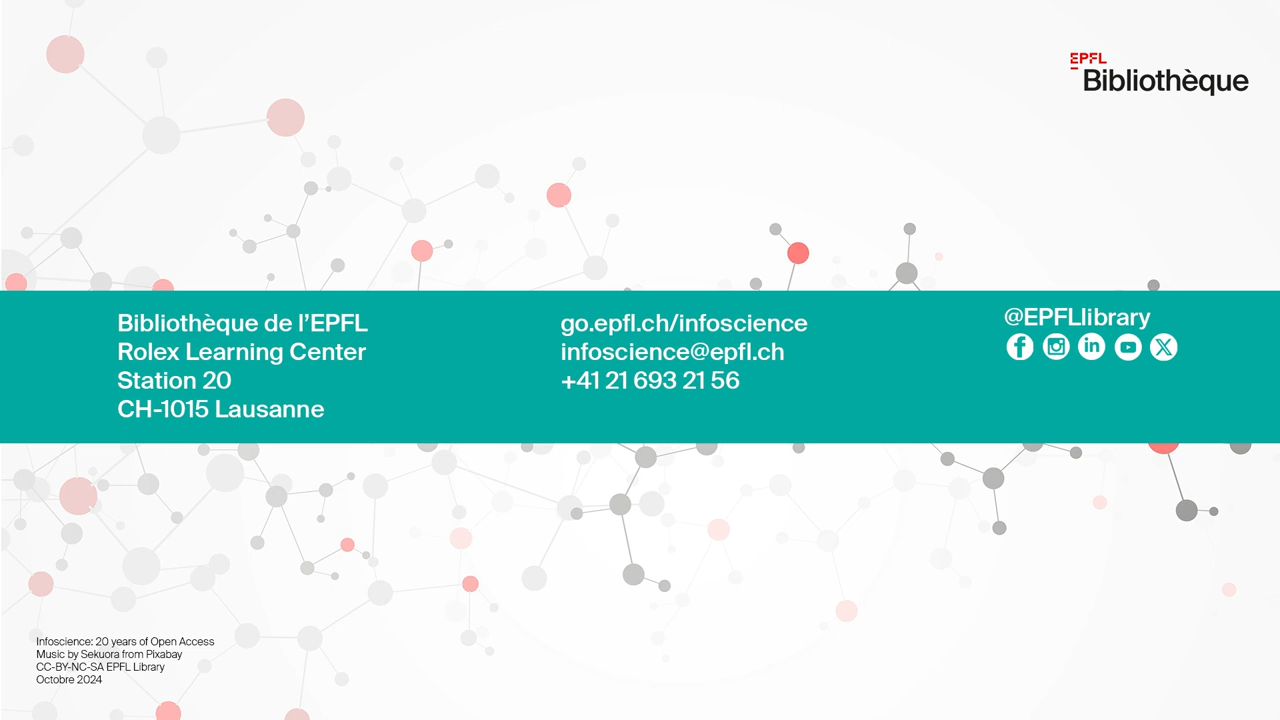 EPFL
Bibliothèque
Bibliothèque de l’EPFL
Rolex Learning Center
Station 20
CH-1015 Lausanne
go.epfl.ch/infoscience
infoscience@epfl.ch
+41 21 693 21 56
@EPFLlibrary
Infoscience: 20 years of Open Access
Music by Sekuora from Pixabay
CC-BY-NC-SA EPFL Library
Octobre 2024